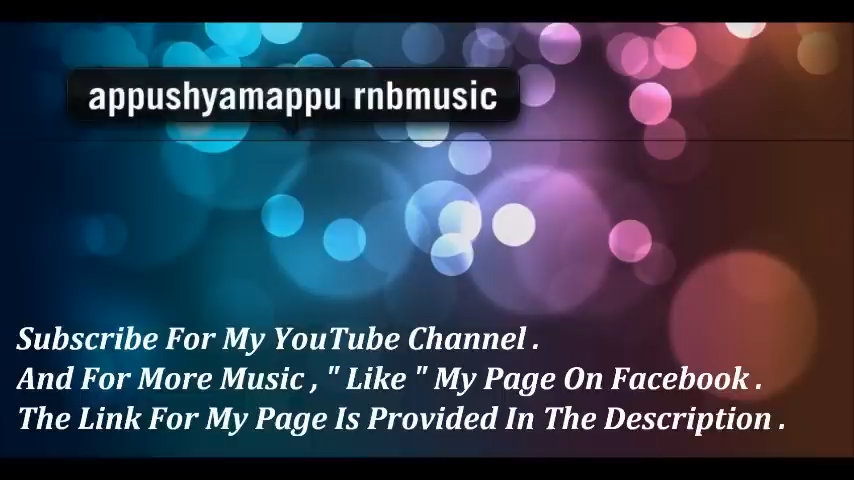 appushyamappu rnbmusic
Subscribe For My YouTube Channel .
And For More Music , " Like " My Page On Facebook .
The Link For My Page Is Provided In The Description .